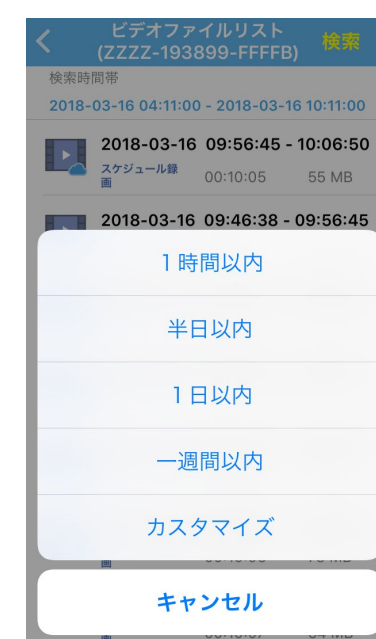 ビデオファイルリスト
(ZZZZ-193899-FFFFB)
検索
検索時間帯
2018-03-16 04:11:00 - 2018-03-16 10:11:00
2018-03-16 09:56:45 - 10:06:50
スケジュール録
画
00:10:05 55 MB
2018-03-16 09:46:38 - 09:56:45
1時間以内
半日以内
1日以内
一週間以内
カスタマイズ
画
キャンセル
画